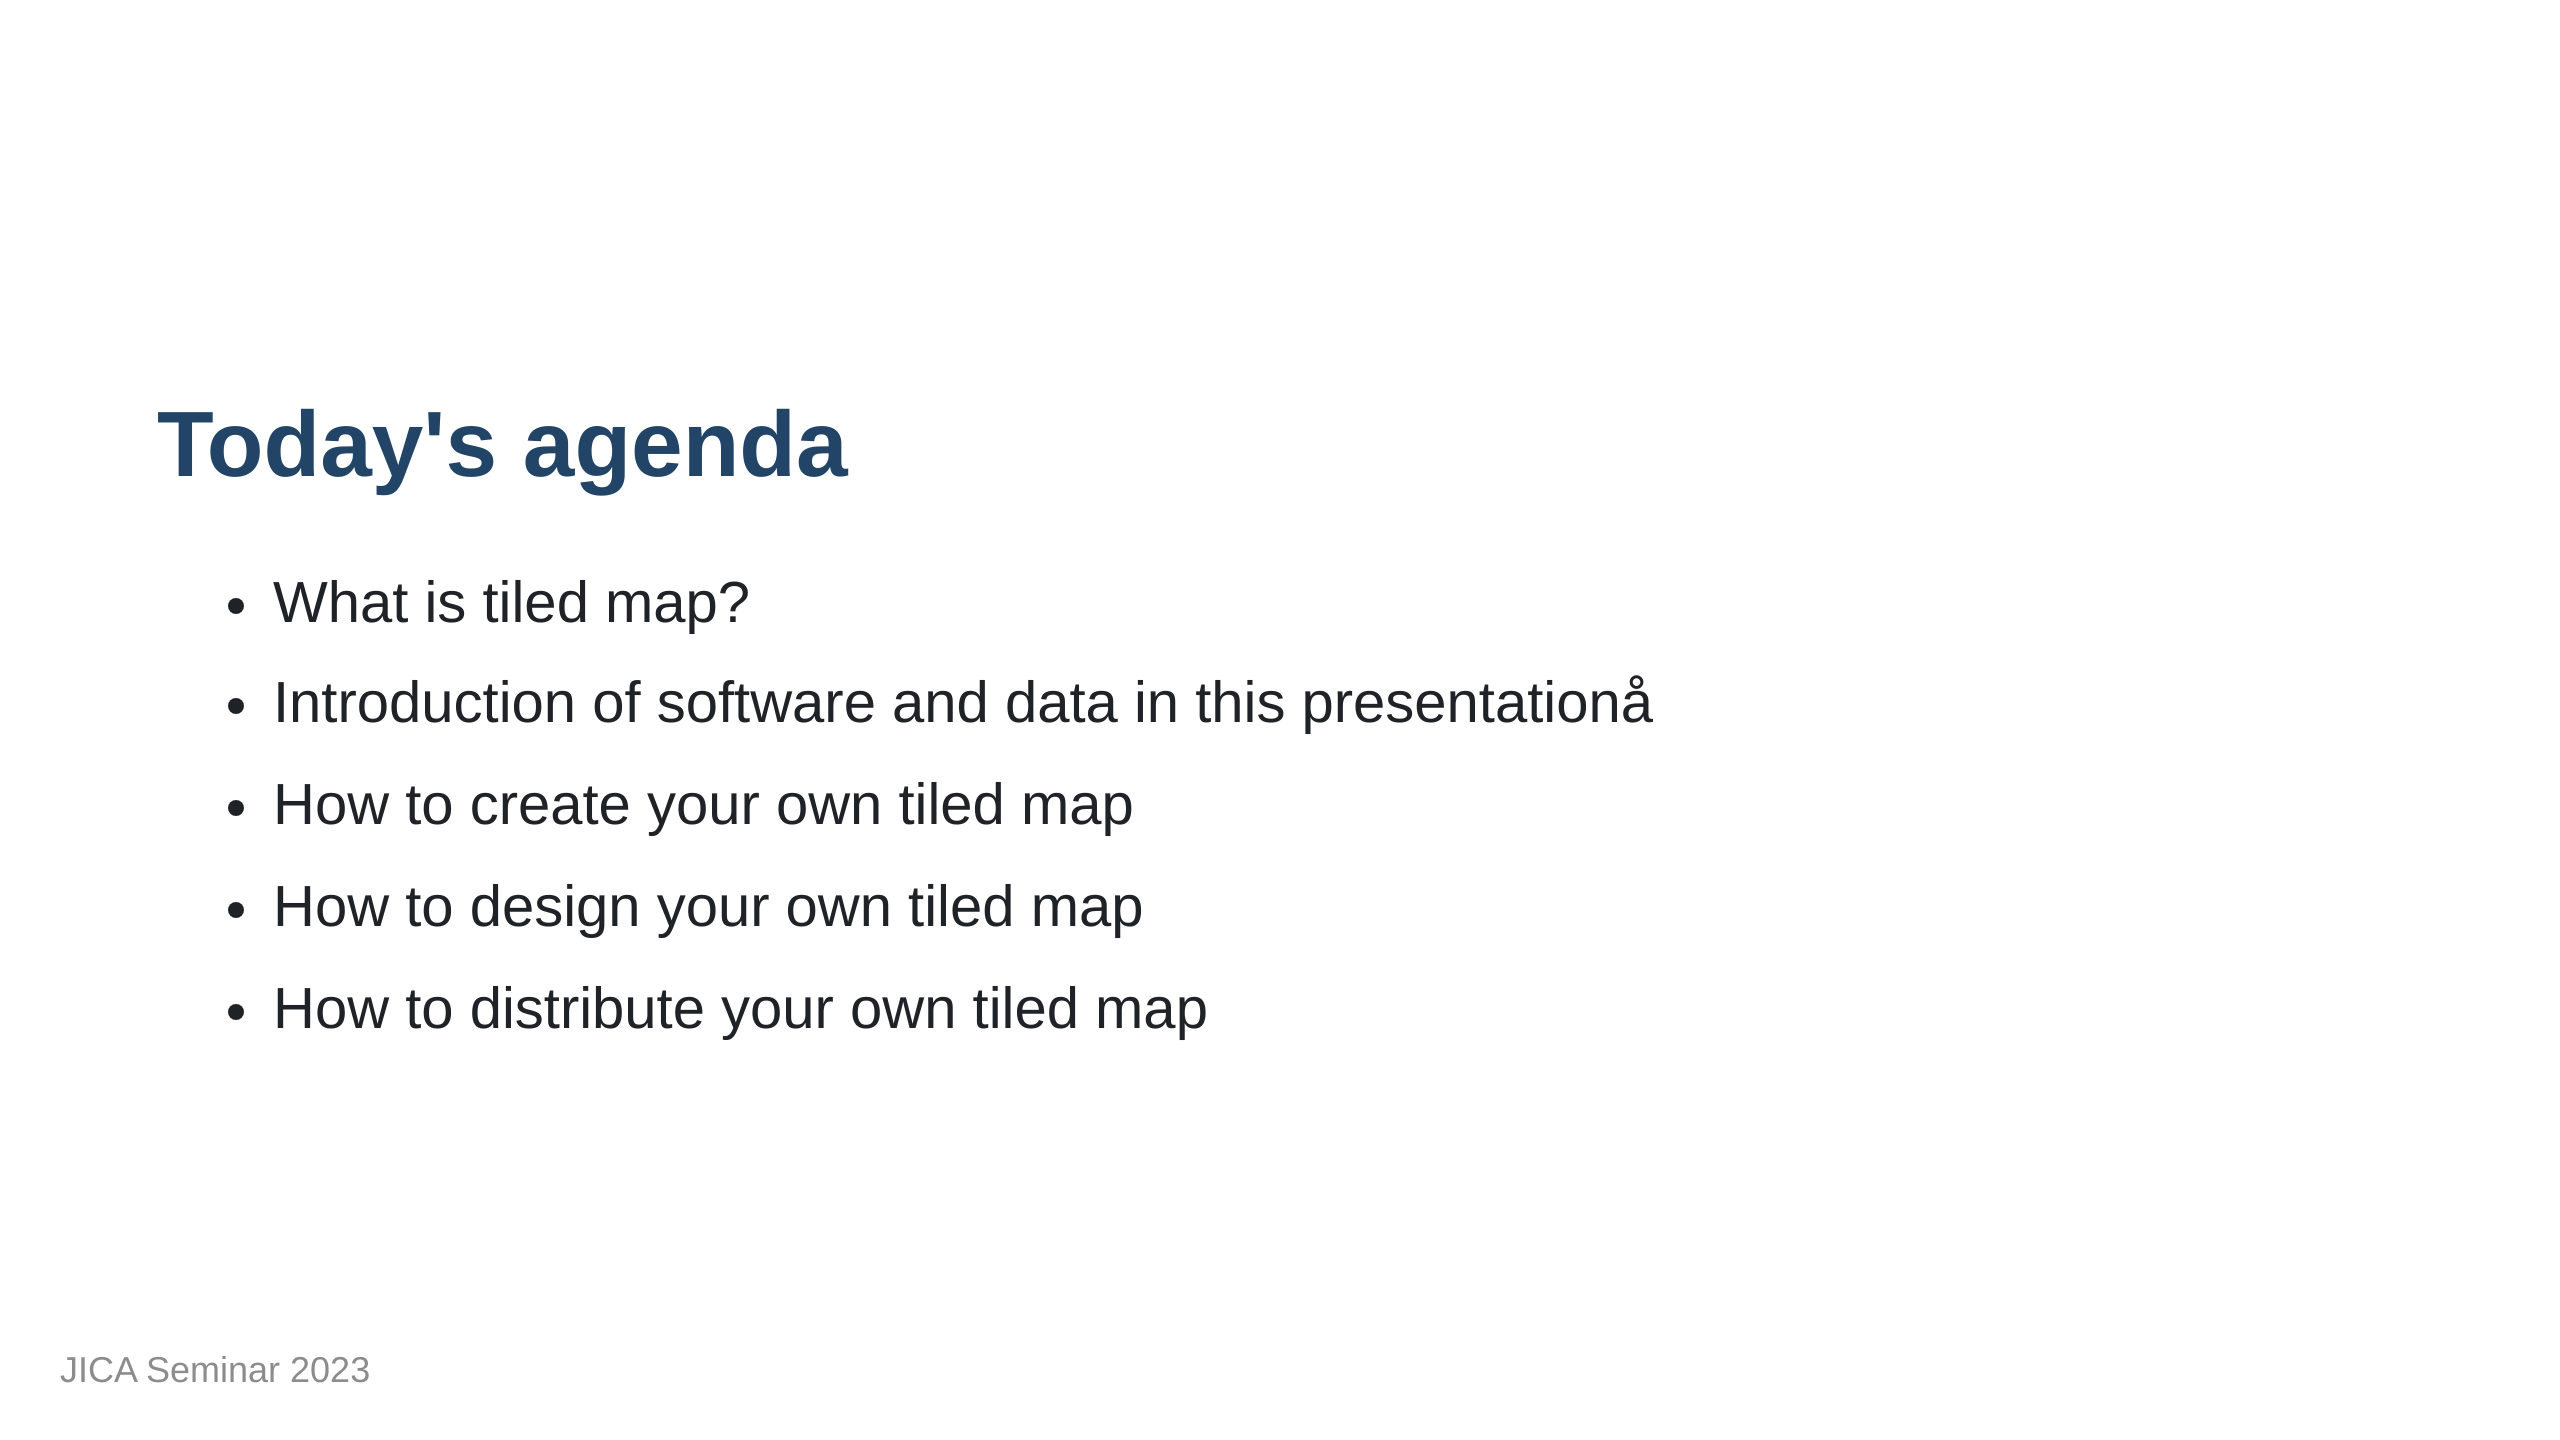 Today's agenda
• What is tiled map?
• Introduction of software and data in this presentationå
• How to create your own tiled map
• How to design your own tiled map
• How to distribute your own tiled map
JICA Seminar 2023